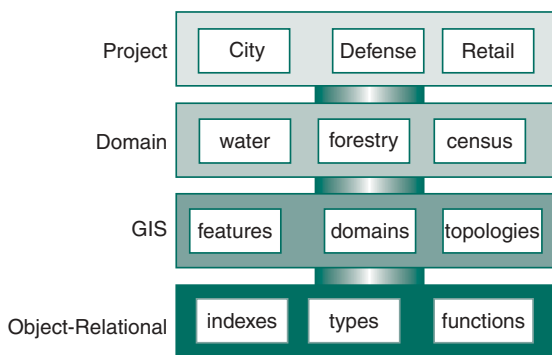 Project City Defense Retail
Domain water forestry census
GIS features domains topologies
Object-Relational indexes types functions